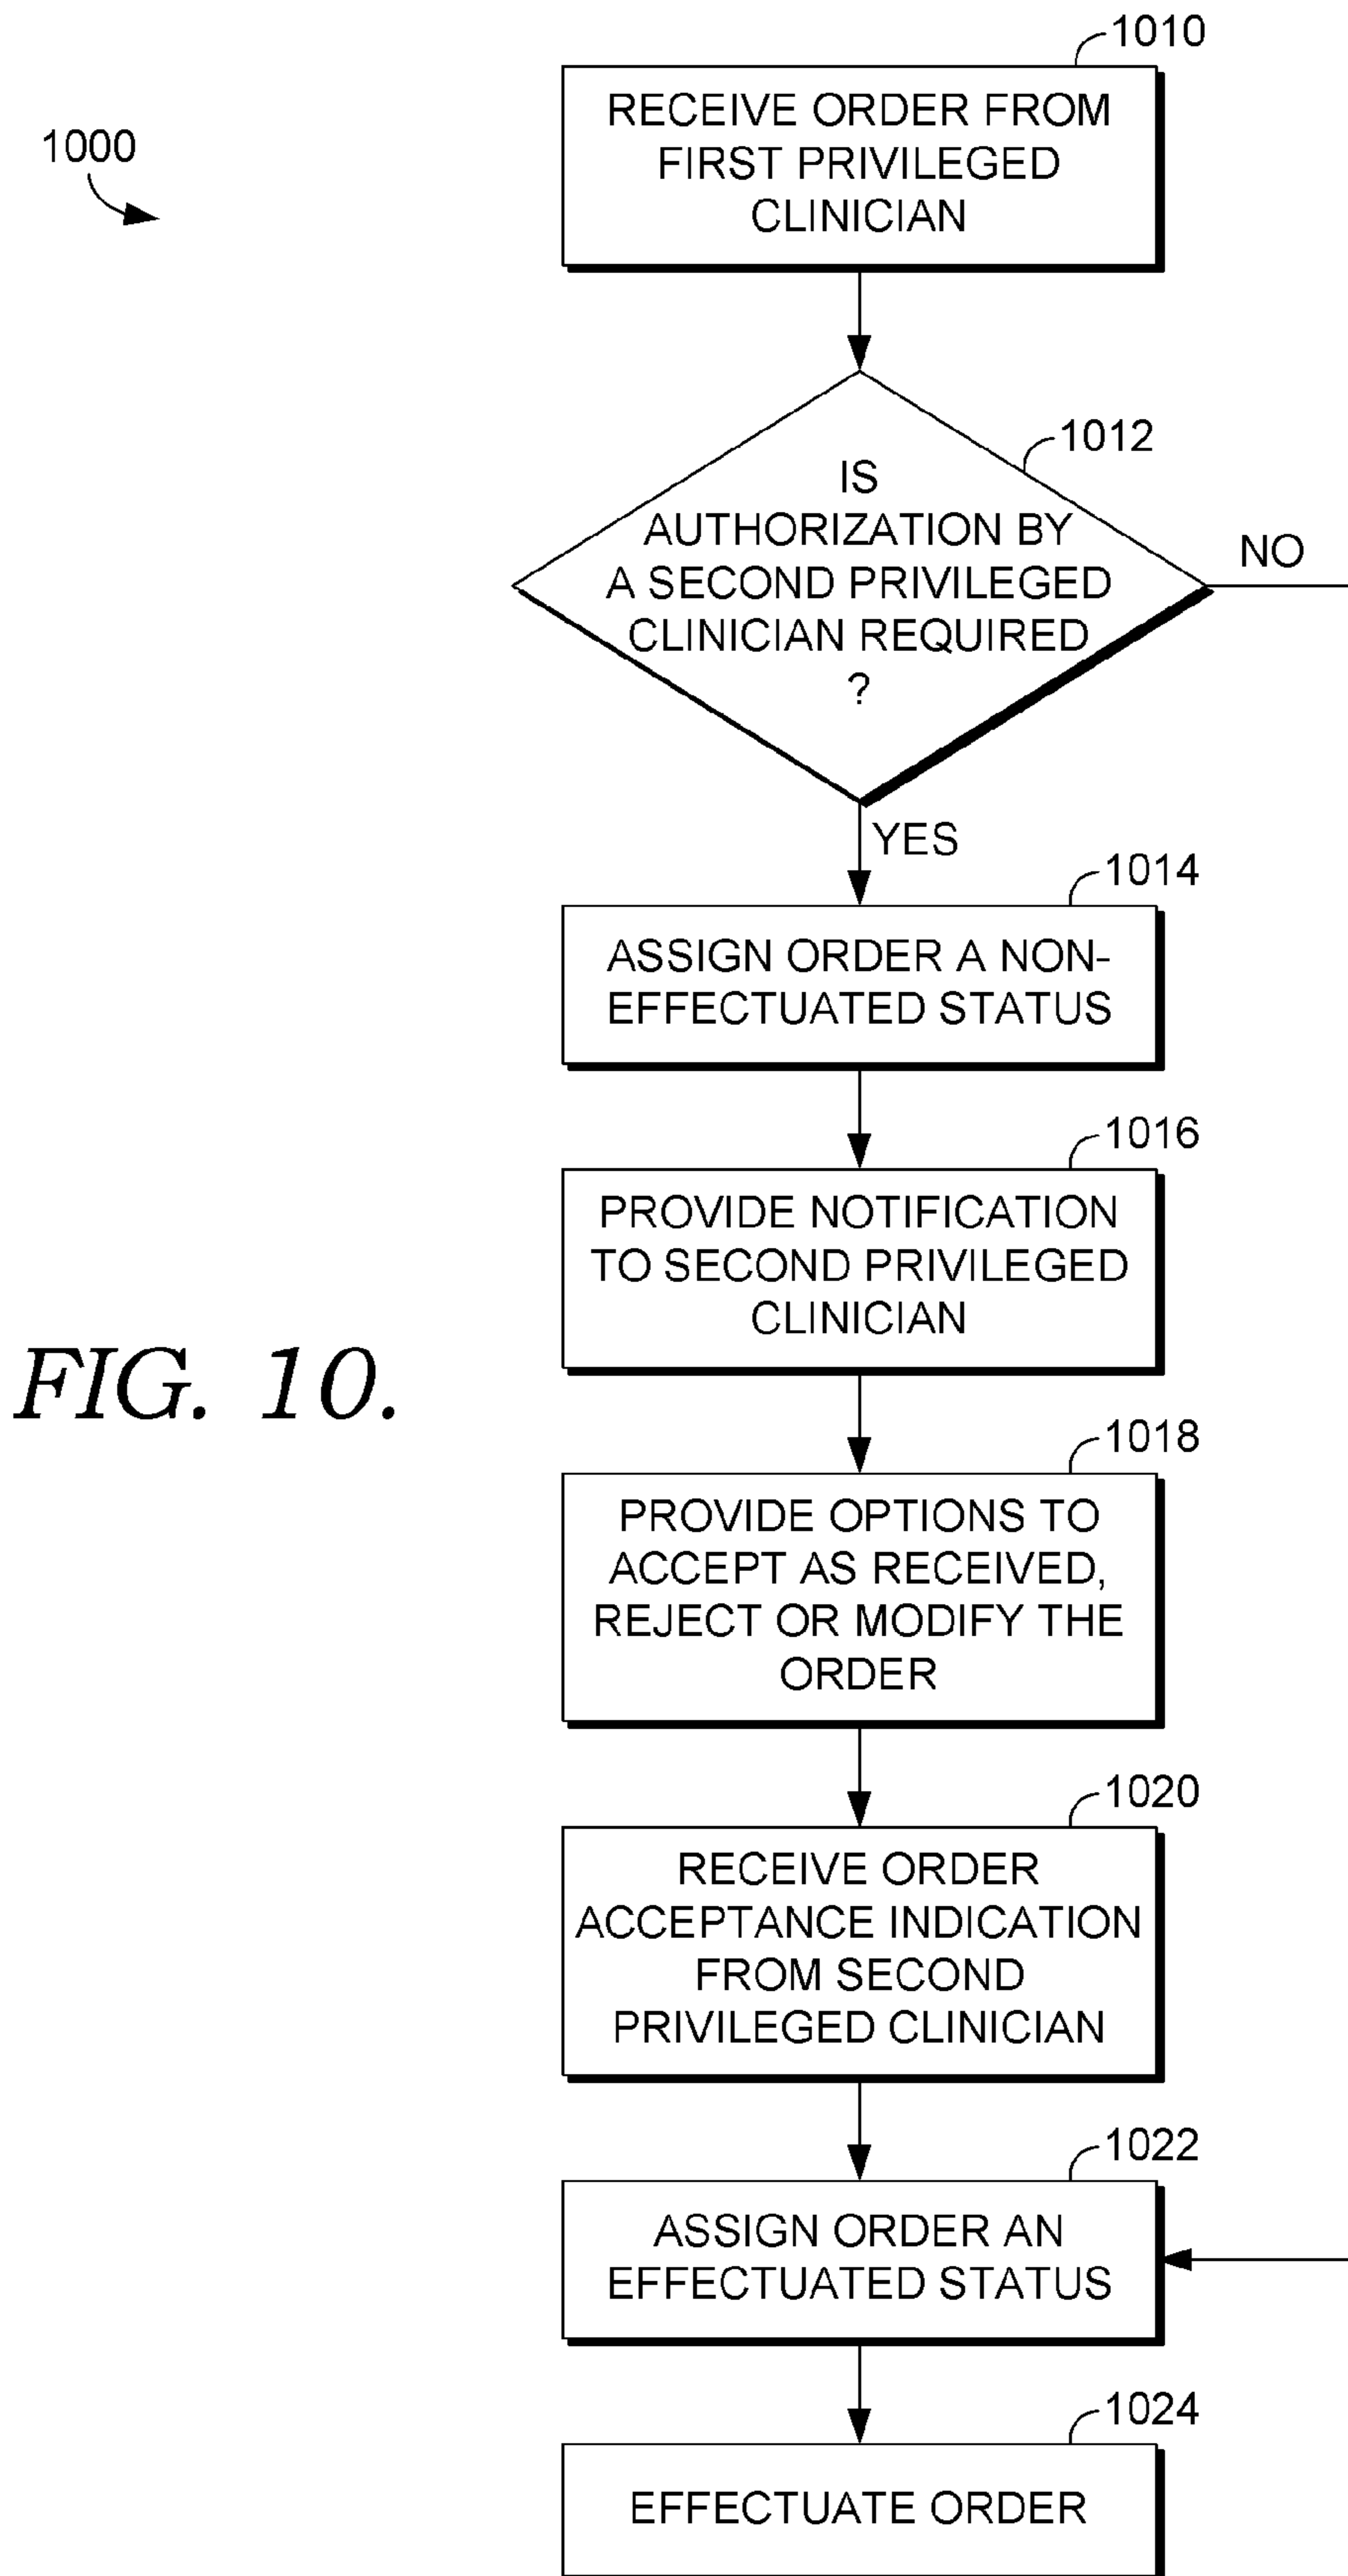 1000
1010
RECEIVE ORDER FROM
FIRST PRIVILEGED
CLINICIAN
1012
IS
AUTHORIZATION BY
A SECOND PRIVILEGED
CLINICIAN REQUIRED
?
NO
YES
1014
ASSIGN ORDER A NON-
EFFECTUATED STATUS
1016
PROVIDE NOTIFICATION
TO SECOND PRIVILEGED
CLINICIAN
FIG. 10.
1018
PROVIDE OPTIONS TO
ACCEPT AS RECEIVED,
REJECT OR MODIFY THE
ORDER
1020
RECEIVE ORDER
ACCEPTANCE INDICATION
FROM SECOND
PRIVILEGED CLINICIAN
1022
ASSIGN ORDER AN
EFFECTUATED STATUS
1024
EFFECTUATE ORDER